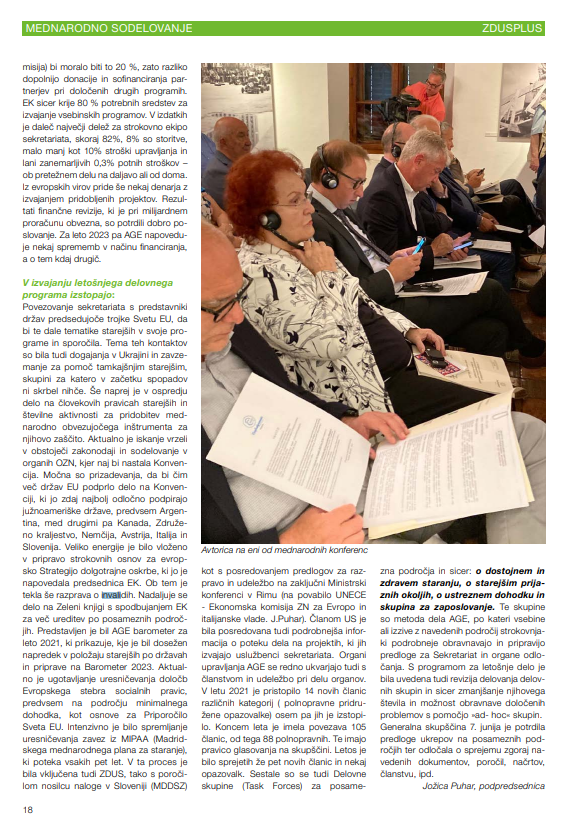 MEDNARODNO SODELOVANJE
ZDUSPLUS
misija) bi moralo biti to 20 %, zato razliko
dopolnijo donacije in sofinanciranja par-
tnerjev pri določenih drugih programih.
EK sicer krije 80 % potrebnih sredstev za
izvajanje vsebinskih programov. V izdatkih
je daleč največji delež za strokovno ekipo
sekretariata, skoraj 82%, 8% so storitve,
malo manj kot 10% stroški upravljanja in
lani zanemarljivih 0,3% potnih stroškov –
ob pretežnem delu na daljavo ali od doma.
Iz evropskih virov pride še nekaj denarja z
izvajanjem pridobljenih projektov. Rezul-
tati finančne revizije, ki je pri milijardnem
proračunu obvezna, so potrdili dobro po-
slovanje. Za leto 2023 pa AGE napovedu-
je nekaj sprememb v načinu financiranja,
a o tem kdaj drugič.
V izvajanju letošnjega delovnega
programa izstopajo:
Povezovanje sekretariata s predstavniki
držav predsedujoče trojke Svetu EU, da
bi te dale tematike starejših v svoje pro-
grame in sporočila. Tema teh kontaktov
so bila tudi dogajanja v Ukrajini in zavze-
manje za pomoč tamkajšnjim starejšim,
skupini za katero v začetku spopadov
ni skrbel nihče. Še naprej je v ospredju
delo na človekovih pravicah starejših in
številne aktivnosti za pridobitev med-
narodno obvezujočega inštrumenta za
njihovo zaščito. Aktualno je iskanje vrzeli
v obstoječi zakonodaji in sodelovanje v
organih OZN, kjer naj bi nastala Konven-
cija. Močna so prizadevanja, da bi čim
več držav EU podprlo delo na Konven-
ciji, ki jo zdaj najbolj odločno podpirajo
južnoameriške države, predvsem Argen-
tina, med drugimi pa Kanada, Združe-
no kraljestvo, Nemčija, Avstrija, Italija in
Slovenija. Veliko energije je bilo vloženo
v pripravo strokovnih osnov za evrop-
sko Strategijo dolgotrajne oskrbe, ki jo je
napovedala predsednica EK. Ob tem je
tekla še razprava o invalidih. Nadaljuje se
delo na Zeleni knjigi s spodbujanjem EK
za več ureditev po posameznih področ-
jih. Predstavljen je bil AGE barometer za
leto 2021, ki prikazuje, kje je bil dosežen
napredek v položaju starejših po državah
in priprave na Barometer 2023. Aktual-
no je ugotavljanje uresničevanja določb
Evropskega stebra socialnih pravic,
predvsem na področju minimalnega
dohodka, kot osnove za Priporočilo
Sveta EU. Intenzivno je bilo spremljanje
uresničevanja zavez iz MIPAA (Madrid-
skega mednarodnega plana za staranje),
ki poteka vsakih pet let. V ta proces je
bila vključena tudi ZDUS, tako s poroči-
lom nosilcu naloge v Sloveniji (MDDSZ)
Avtorica na eni od mednarodnih konferenc
kot s posredovanjem predlogov za raz-
pravo in udeležbo na zaključni Ministrski
konferenci v Rimu (na povabilo UNECE
- Ekonomska komisija ZN za Evropo in
italijanske vlade. J.Puhar). Članom US je
bila posredovana tudi podrobnejša infor-
macija o poteku dela na projektih, ki jih
izvajajo uslužbenci sekretariata. Organi
upravljanja AGE se redno ukvarjajo tudi s
članstvom in udeležbo pri delu organov.
V letu 2021 je pristopilo 14 novih članic
različnih kategorij ( polnopravne pridru-
žene opazovalke) osem pa jih je izstopi-
lo. Koncem leta je imela povezava 105
članic, od tega 88 polnopravnih. Te imajo
pravico glasovanja na skupščini. Letos je
bilo sprejetih že pet novih članic in nekaj
opazovalk. Sestale so se tudi Delovne
skupine (Task Forces) za posame-
zna področja in sicer: o dostojnem in
zdravem staranju, o starejšim prija-
znih okoljih, o ustreznem dohodku in
skupina za zaposlovanje. Te skupine
so metoda dela AGE, po kateri vsebine
ali izzive z navedenih področij strokovnja-
ki podrobneje obravnavajo in pripravijo
predloge za Sekretariat in organe odlo-
čanja. S programom za letošnje delo je
bila uvedena tudi revizija delovanja delov-
nih skupin in sicer zmanjšanje njihovega
števila in možnost obravnave določenih
problemov s pomočjo »ad- hoc« skupin.
Generalna skupščina 7. junija je potrdila
predloge ukrepov na posameznih pod-
ročjih ter odločala o sprejemu zgoraj na-
vedenih dokumentov, poročil, načrtov,
članstvu, ipd.
Jožica Puhar, podpredsednica
18